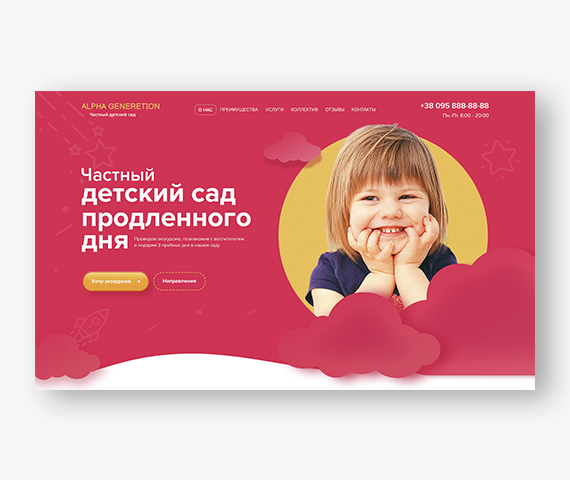 ALPHA GENERETION
Частный детский сад
О НАС ПРЕИМУЩЕСТВА УСЛУГИ КОЛЛЕКТИВ ОТЗЫВЫ КОНТАКТЫ
+38 095 888-88-88
Пн.-Пт. 8:00 - 20:00
Частный
детский сад
продленного
дня
Проведем экскурсию, познакомим с воспитателем
и подарим 3 пробных дня в нашем саду
Хочу экскурсию
Направления